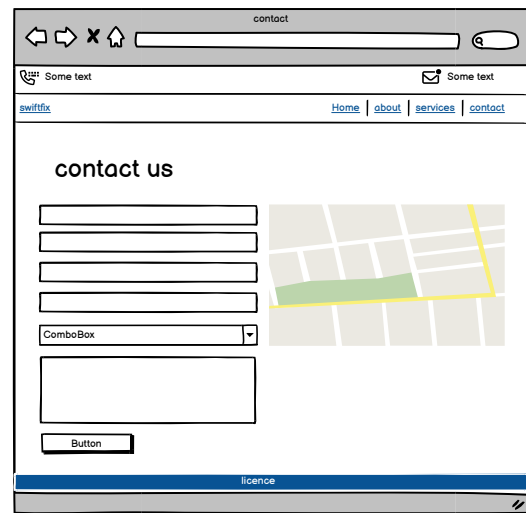 contact
Some text
Some text
swiftfix
Home
about
services
contact
contact us
ComboBox
Button
licence